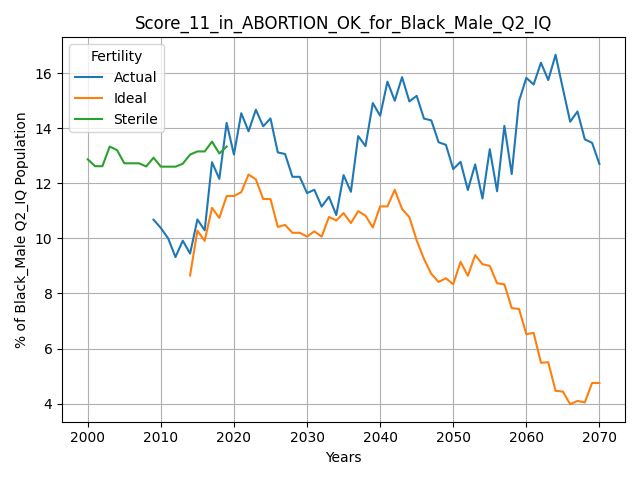 Score_11_in_ABORTION_OK_for_Black_Male_Q2_IQ
Fertility
Actual
Ideal
Sterile
% of Black_Male Q2_IQ Population
16
14
12
10
8
6
4
2000 2010 2020 2030 2040 2050 2060 2070
Years